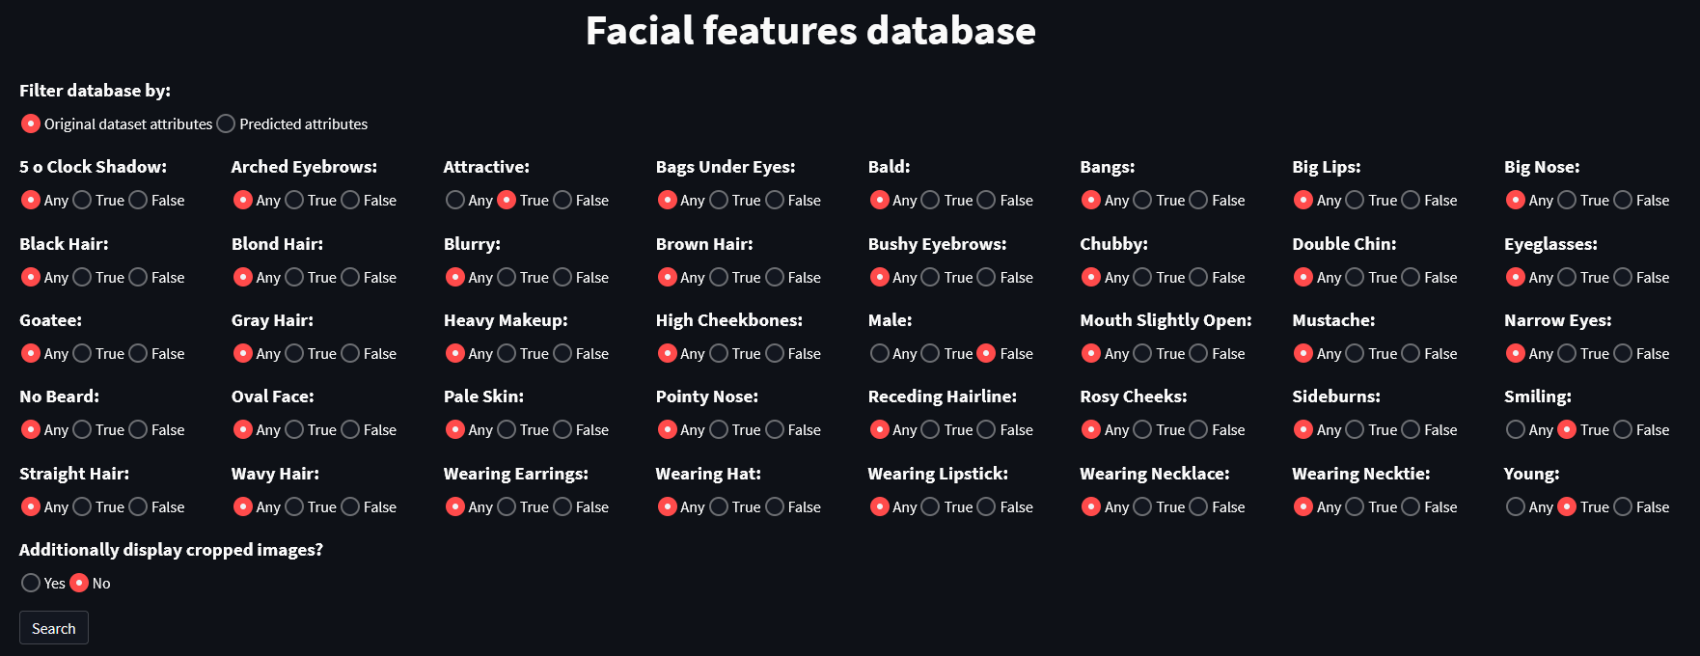 Facial features database
Filter database by:
Original dataset attributes Predicted attributes
5 o Clock Shadow: Arched Eyebrows: Attractive: Bags Under Eyes: Bald: Bangs: Big Lips: Big Nose:
Any True False Any True False Any True False Any True False Any True False Any True False Any True False Any True False
Black Hair: Blond Hair: Blurry: Brown Hair: Bushy Eyebrows: Chubby: Double Chin: Eyeglasses:
Any True False Any True False Any True False Any True False Any True False Any True False Any True False Any True False
Goatee: Gray Hair: Heavy Makeup: High Cheekbones: Male: Mouth Slightly Open: Mustache: Narrow Eyes:
Any True False Any True False Any True False Any True False Any True False Any True False Any True False Any True False
No Beard: Oval Face: Pale Skin: Pointy Nose: Receding Hairline: Rosy Cheeks: Sideburns: Smiling:
Any True False Any True False Any True False Any True False Any True False Any True False Any True False Any True False
Straight Hair: Wavy Hair: Wearing Earrings: Wearing Hat: Wearing Lipstick: Wearing Necklace: Wearing Necktie: Young:
Any True False Any True False Any True False Any True False Any True False Any True False Any True False Any True False
Additionally display cropped images?
Yes No
Search